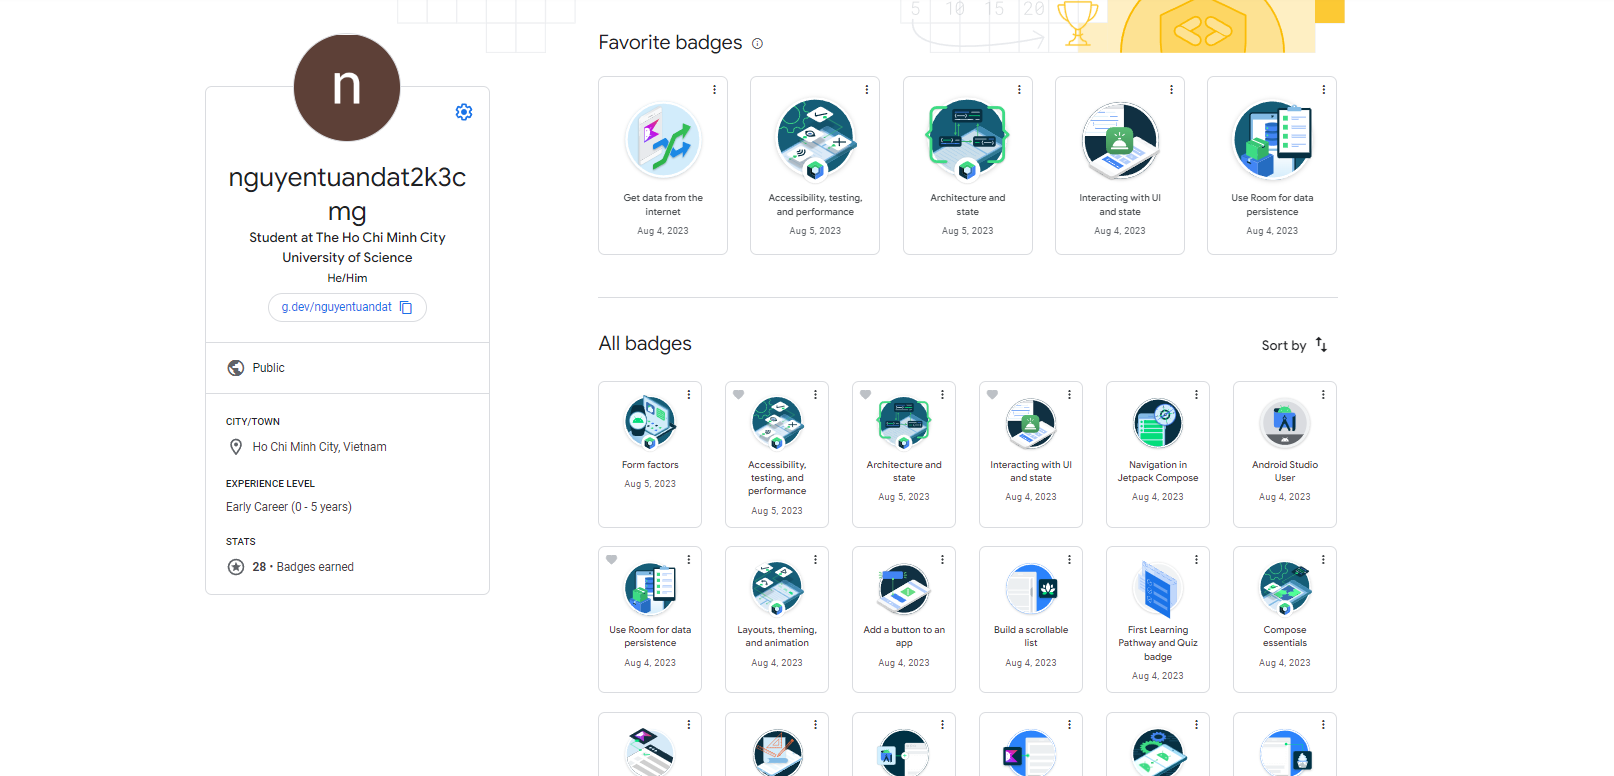 5 10 15 20
n
nguyentuandat2k3c
mg
Student at The Ho Chi Minh City
University of Science
He/Him
g.dev/nguyentuandat
Public
CITY/TOWN
Ho Chi Minh City, Vietnam
EXPERIENCE LEVEL
Early Career (0 - 5 years)
STATS
28 • Badges earned
Favorite badges
Get data from the
internet
Aug 4, 2023
Accessibility, testing,
and performance
Aug 5, 2023
Architecture and
state
Aug 5, 2023
Interacting with UI
and state
Aug 4, 2023
Use Room for data
persistence
Aug 4, 2023
All badges
Sort by
Form factors
Aug 5, 2023
Accessibility,
testing, and
performance
Aug 5, 2023
Architecture and
state
Aug 5, 2023
Interacting with UI
and state
Aug 4, 2023
Navigation in
Jetpack Compose
Aug 4, 2023
Android Studio
User
Aug 4, 2023
Use Room for data
persistence
Aug 4, 2023
Layouts, theming,
and animation
Aug 4, 2023
Add a button to an
app
Aug 4, 2023
Build a scrollable
list
Aug 4, 2023
First Learning
Pathway and Quiz
badge
Aug 4, 2023
Compose
essentials
Aug 4, 2023